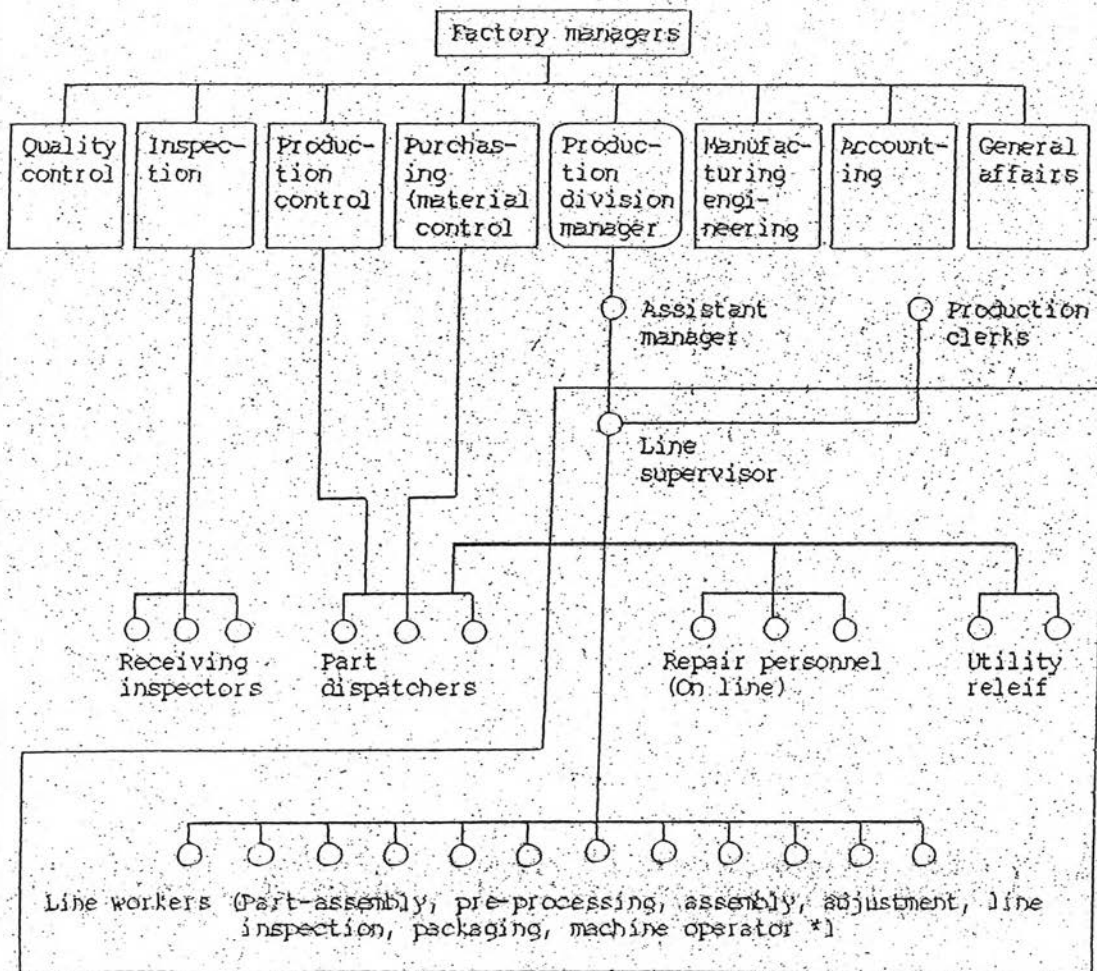 Factory managers
Quality
control
Inspec-
tion
Produc-
tion
control
Purchas-
ing
(material
control
Produc-
tion
division
manager
Manufac-
turing
engi-
neering
Account-
ing
General
affairs
Assistant
manager
Production
clerks
Line
supervisor
Receiving
inspectors
Part
dispatchers
Repair personnel
(On line)
Utility
releif
Line workers (Part-assembly, pre-processing, assembly, adjustment, line
inspection, packaging, machine operator *)